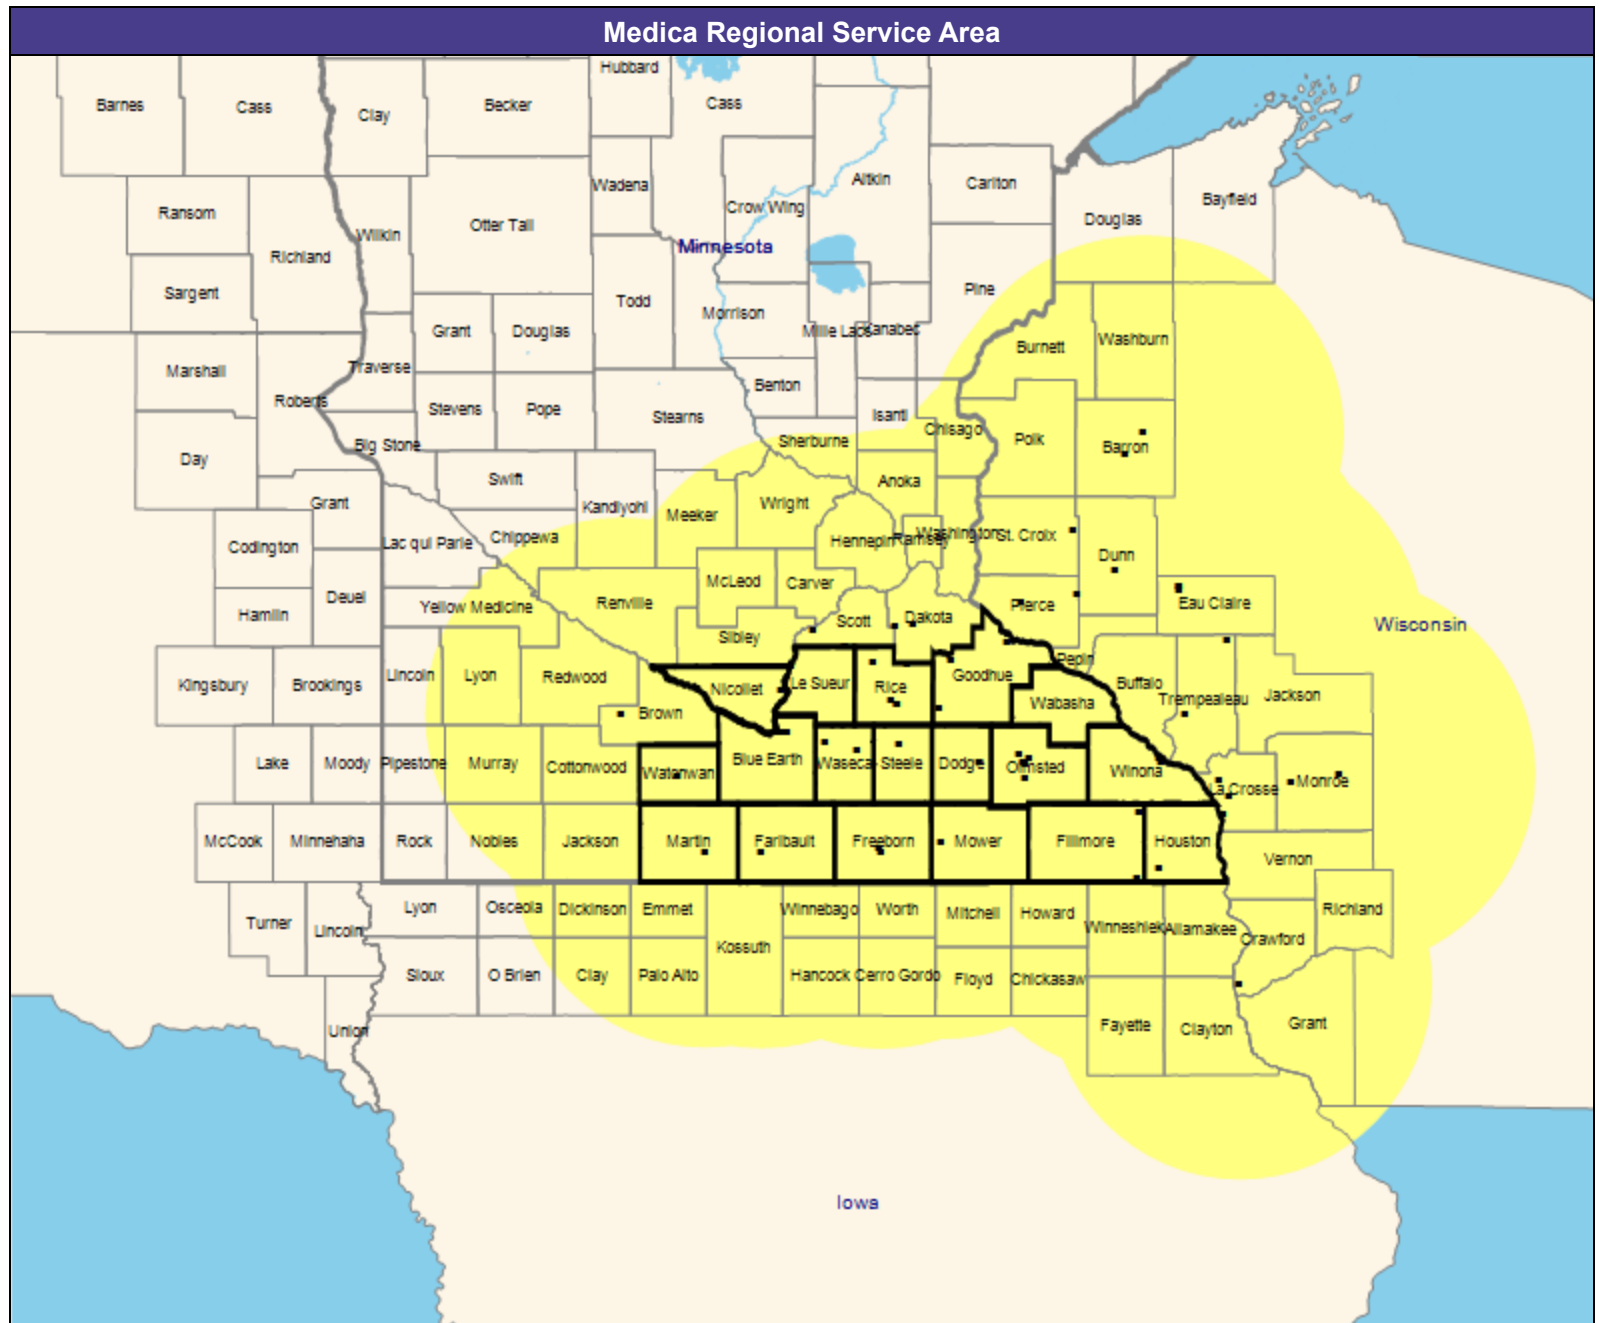 Medica Regional Service Area
Hubbard
Barnes
Cass
Clay
Becker
Cass
Wadena
Aitkin
Carlton
Ransom
Crow Wing
Douglas
Bayfield
Wilkin
Otter Tail
Minnesota
Richland
Sargent
Todd
Pine
Morrison
Grant
Douglas
Mille Lacs
Kanabec
Burnett
Washburn
Marshall
Traverse
Benton
Roberts
Stevens
Pope
Stearns
Isanti
Chisago
Big Stone
Sherburne
Polk
Barron
Day
Swift
Anoka
Grant
Kandiyohi
Meeker
Wright
Codington
Lac qui Parle
Chippewa
Hennepin
Ramsey
Washington
St. Croix
Dunn
Deuel
McLeod
Carver
Hamlin
Yellow Medicine
Renville
Pierce
Eau Claire
Scott
Dakota
Sibley
Wisconsin
Pepin
Kingsbury
Brookings
Lincoln
Lyon
Redwood
Nicollet
Le Sueur
Rice
Goodhue
Buffalo
Trempealeau
Jackson
Brown
Wabasha
Lake
Moody
Pipestone
Murray
Cottonwood
Watonwan
Blue Earth
Waseca
Steele
Dodge
Olmsted
Winona
La Crosse
Monroe
McCook
Minnehaha
Rock
Nobles
Jackson
Martin
Faribault
Freeborn
Mower
Fillmore
Houston
Vernon
Turner
Lincoln
Lyon
Osceola
Dickinson
Emmet
Winnebago
Worth
Mitchell
Howard
Winneshiek
Allamakee
Crawford
Richland
Kossuth
Sioux
O Brien
Clay
Palo Alto
Hancock
Cerro Gordo
Floyd
Chickasaw
Union
Fayette
Clayton
Grant
Iowa